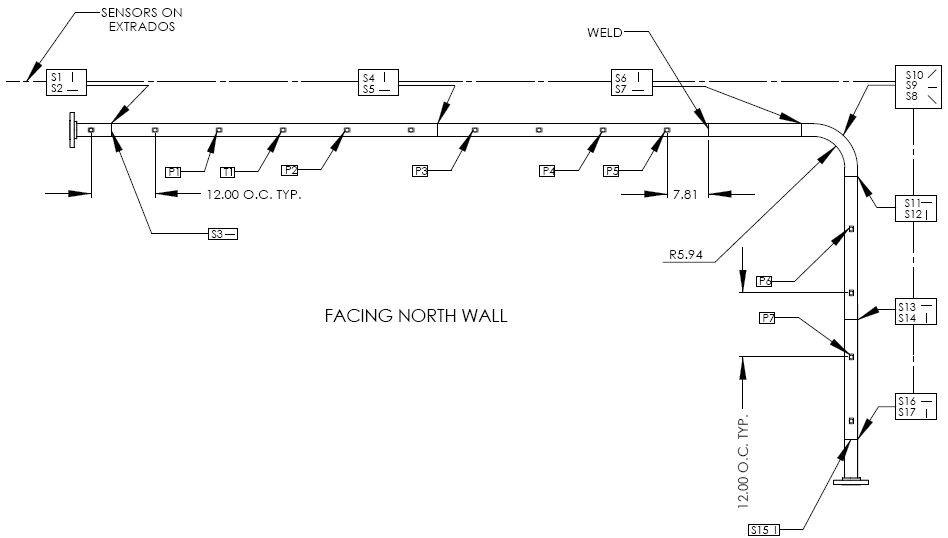 SENSORS ON
EXTRADOS
WELD
S1 |
S2 —
S4 |
S5 —
S6 |
S7 —
S10 /
S9 —
S8 \
P1
T1
P2
P3
P4
P5
12.00 O.C. TYP.
7.81
S11 —
S12 |
S3 —
R5.94
P6
FACING NORTH WALL
P7
S13 —
S14 |
S16 —
S17 |
12.00 O.C. TYP.
S15 |